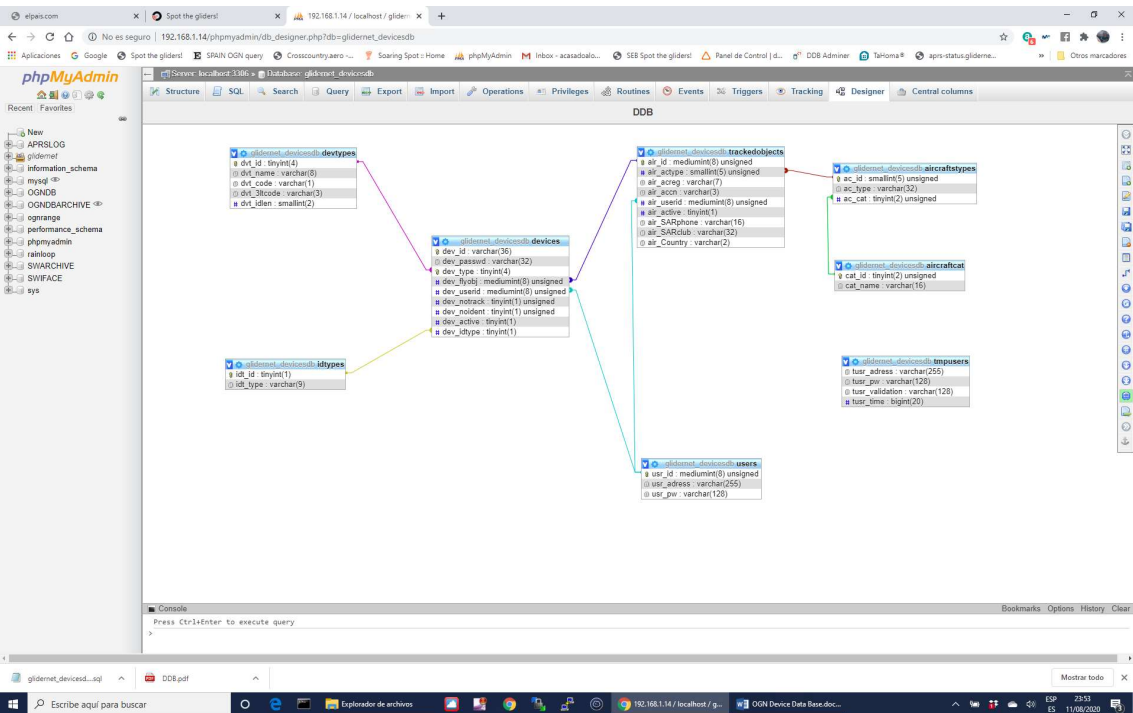 elpais.com
Spot the gliders!
192.168.1.14 / localhost / glidern
No es seguro | 192.168.1.14/phpmyadmin/db_designer.php?db=glidernet_devicesdb
Aplicaciones
Google
Spot the gliders!
SPAIN OGN query
Crosscountry.aero -...
Soaring Spot :: Home
phpMyAdmin
Inbox - acasadoalo...
SEB Spot the gliders!
Panel de Control | d...
DDB Adminer
TaHoma®
aprs-status.gliderne...
»
Otros marcadores
phpMyAdmin
Recent Favorites
New
APRSLOG
glidernet
information_schema
mysql
OGNDB
OGNDBARCHIVE
ognrange
performance_schema
phpmyadmin
rainloop
SWARCHIVE
SWIFACE
sys
Server: localhost:3306 » Database: glidernet_devicesdb
Structure
SQL
Search
Query
Export
Import
Operations
Privileges
Routines
Events
Triggers
Tracking
Designer
Central columns
DDB
glidernet_devicesdb devtypes
dvt_id : tinyint(4)
dvt_name : varchar(8)
dvt_code : varchar(1)
dvt_3ltcode : varchar(3)
dvt_idlen : smallint(2)
glidernet_devicesdb trackedobjects
air_id : mediumint(8) unsigned
air_actype : smallint(5) unsigned
air_acreg : varchar(7)
air_accn : varchar(3)
air_userid : mediumint(8) unsigned
air_active : tinyint(1)
air_SARphone : varchar(16)
air_SARclub : varchar(32)
air_Country : varchar(2)
glidernet_devicesdb aircraftstypes
ac_id : smallint(5) unsigned
ac_type : varchar(32)
ac_cat : tinyint(2) unsigned
glidernet_devicesdb devices
dev_id : varchar(36)
dev_passwd : varchar(32)
dev_type : tinyint(4)
dev_flyobj : mediumint(8) unsigned
dev_userid : mediumint(8) unsigned
dev_notrack : tinyint(1) unsigned
dev_noident : tinyint(1) unsigned
dev_active : tinyint(1)
dev_idtype : tinyint(1)
glidernet_devicesdb aircraftcat
cat_id : tinyint(2) unsigned
cat_name : varchar(16)
glidernet_devicesdb idtypes
idt_id : tinyint(1)
idt_type : varchar(9)
glidernet_devicesdb tmpusers
tusr_adress : varchar(255)
tusr_pw : varchar(128)
tusr_validation : varchar(128)
tusr_time : bigint(20)
glidernet_devicesdb users
usr_id : mediumint(8) unsigned
usr_adress : varchar(255)
usr_pw : varchar(128)
Console
Bookmarks Options History Clear
Press Ctrl+Enter to execute query
>
glidernet_devicesd....sql
DDB.pdf
Mostrar todo
Escribe aquí para buscar
Explorador de archivos
192.168.1.14 / localhost / g...
OGN Device Data Base.doc...
ESP
ES
23:53
11/08/2020